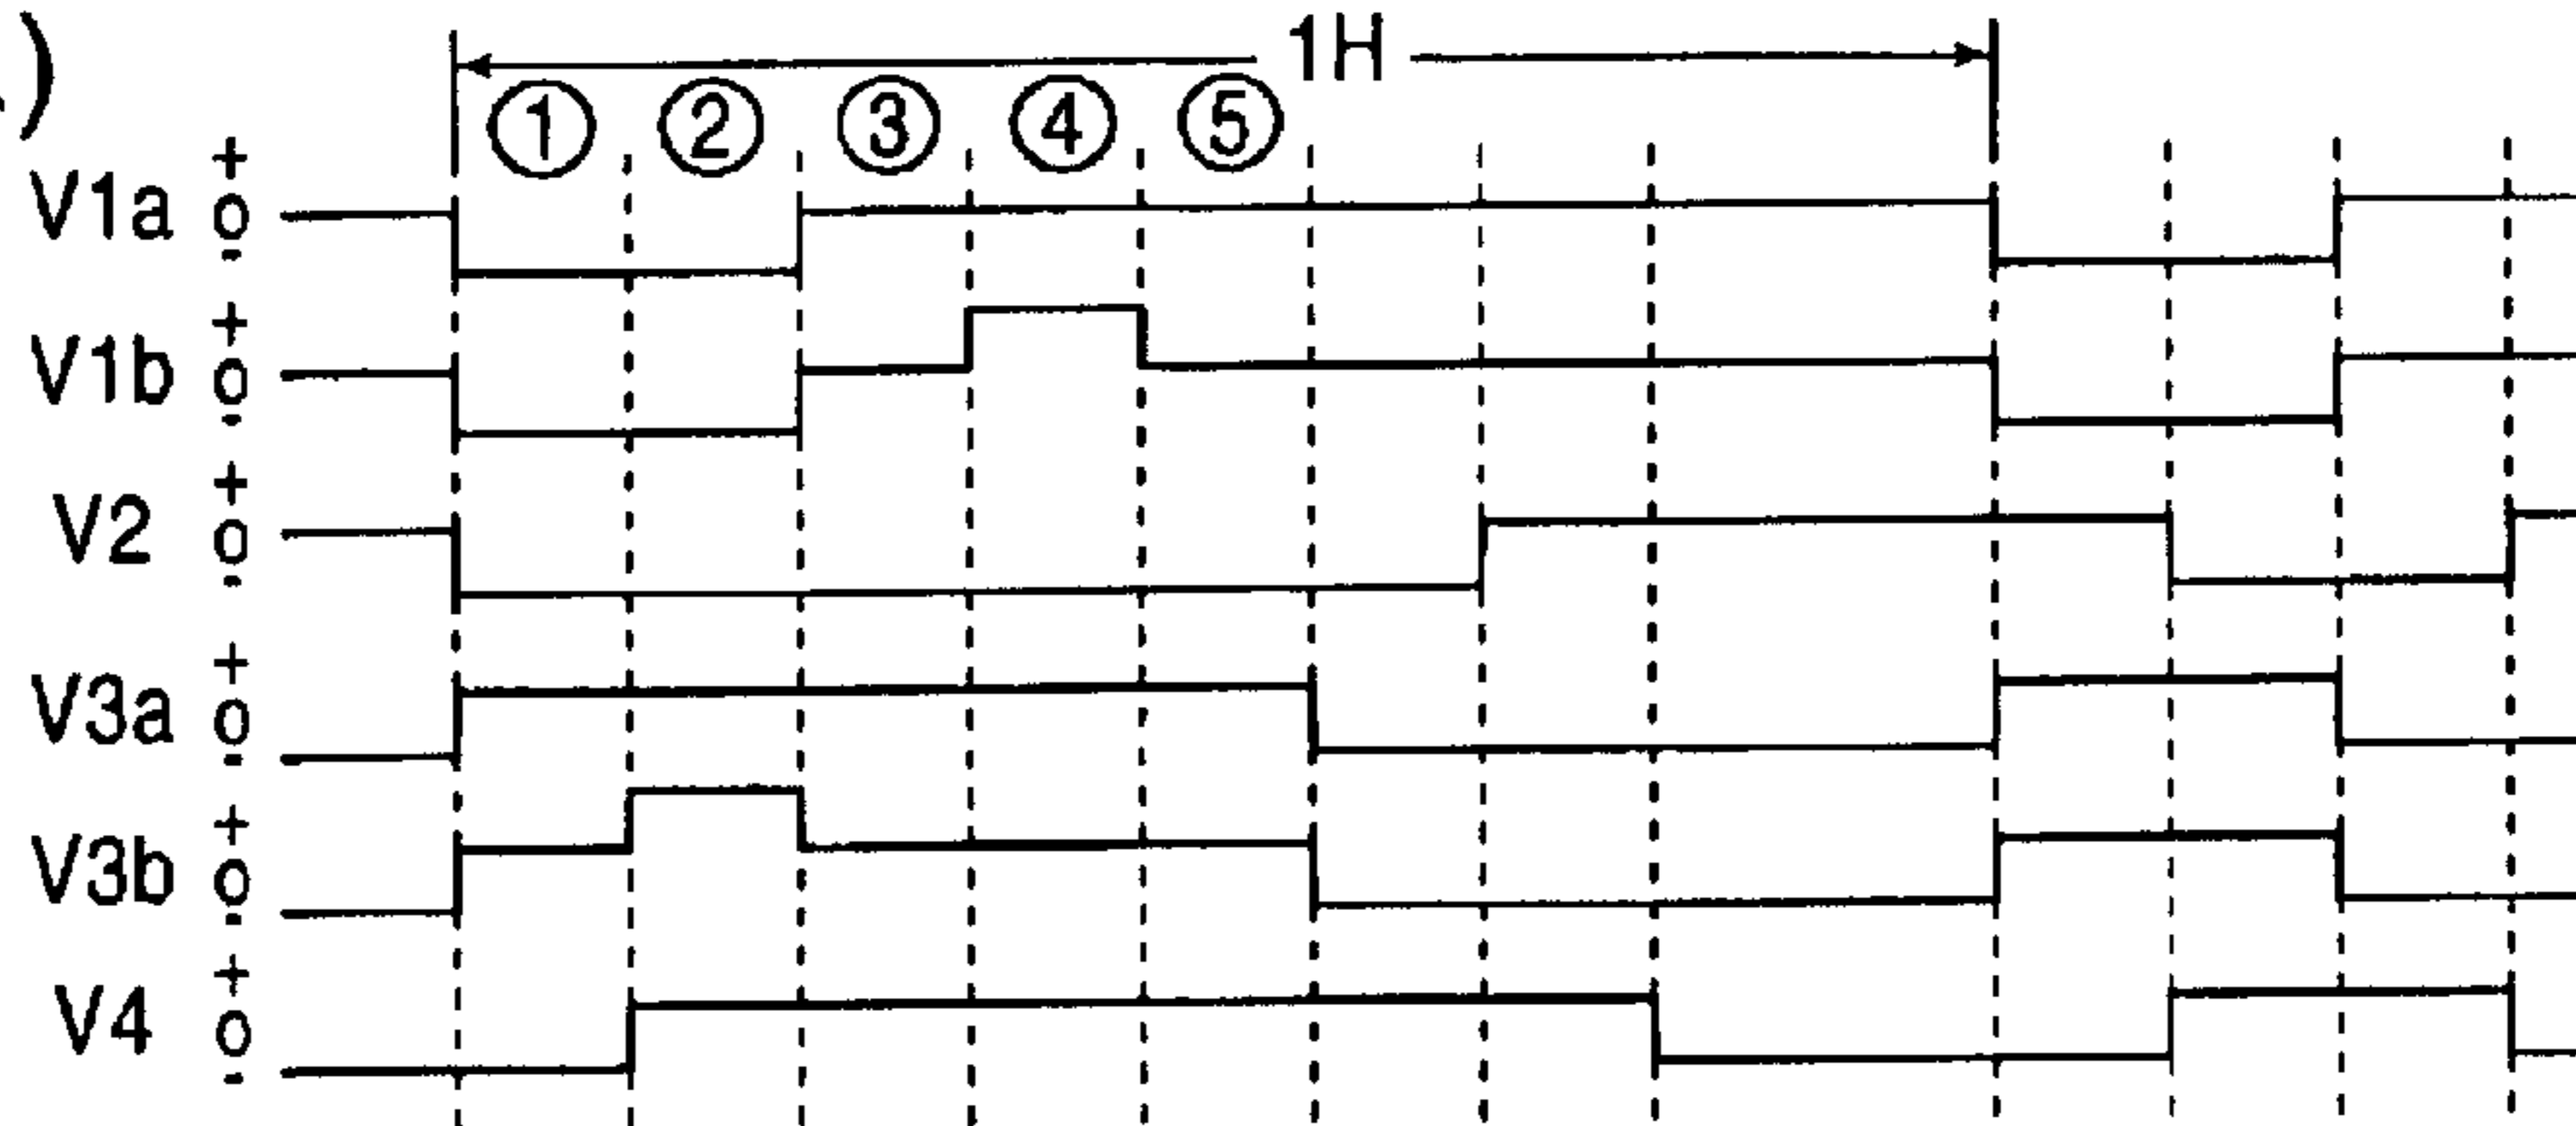 )
1H
① ② ③ ④ ⑤
V1a + 0 -
V1b + 0 -
V2 + 0 -
V3a + 0 -
V3b + 0 -
V4 + 0 -